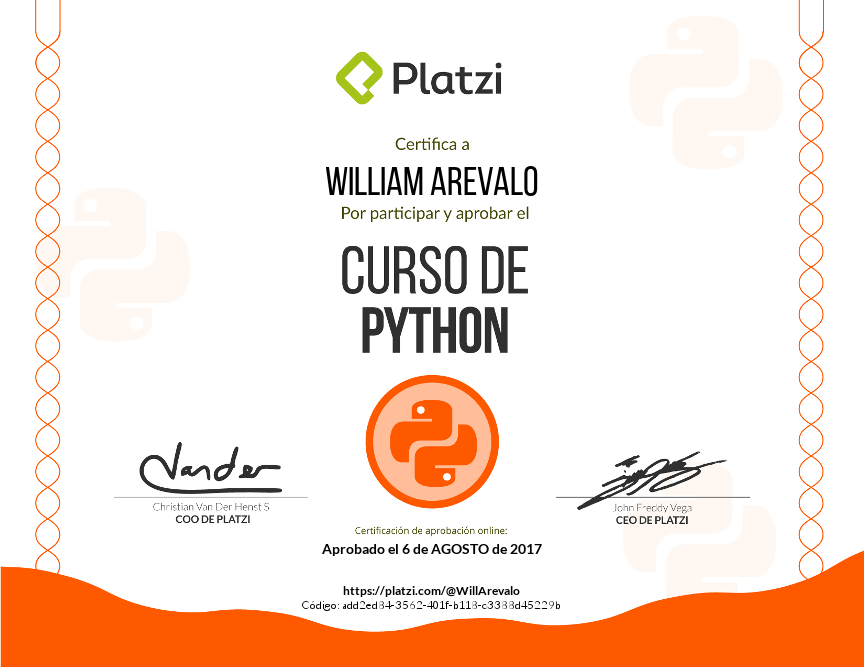 Platzi
Certifica a
WILLIAM AREVALO
Por participar y aprobar el
CURSO DE
PYTHON
Vander
Christian Van Der Henst S
COO DE PLATZI
John Freddy Vega
CEO DE PLATZI
Certificación de aprobación online:
Aprobado el 6 de AGOSTO de 2017
https://platzi.com/@WillArevalo
Código: add2ed84-3562-401f-b118-c3388d45229b